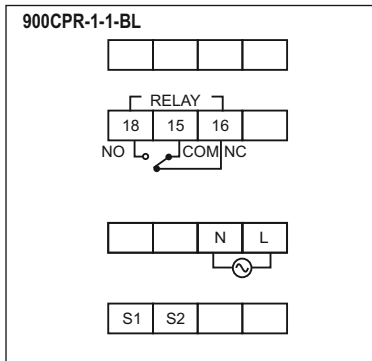 900CPR-1-1-BL
RELAY
18 15 16
NO COM NC
N L
S1 S2